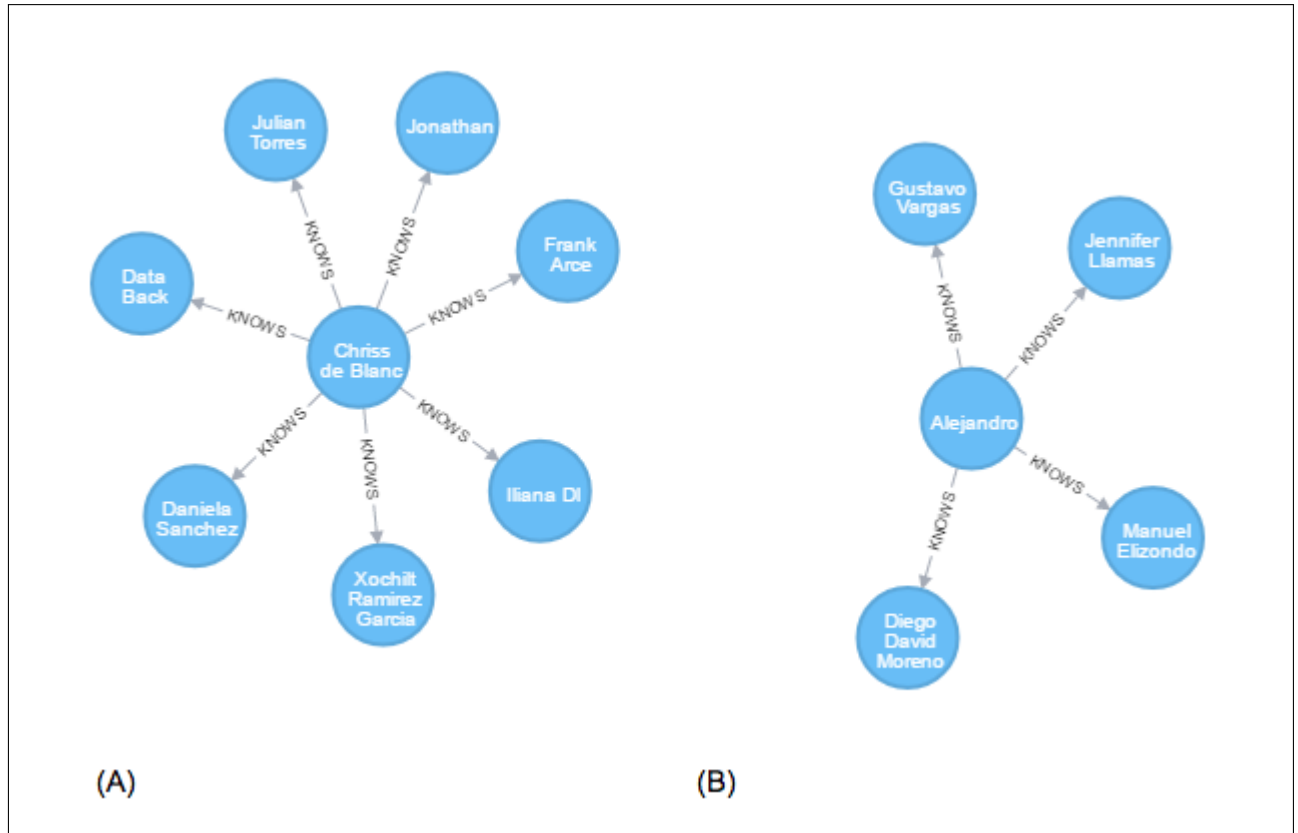 Julian
Torres
Jonathan
KNOWS
KNOWS
Frank
Arce
Data
Back
KNOWS
KNOWS
Chriss
de Blanc
KNOWS
KNOWS
KNOWS
Daniela
Sanchez
Iliana DI
Xochilt
Ramirez
Garcia
(A)
Gustavo
Vargas
Jennifer
Llamas
KNOWS
KNOWS
Alejandro
KNOWS
KNOWS
Manuel
Elizondo
Diego
David
Moreno
(B)